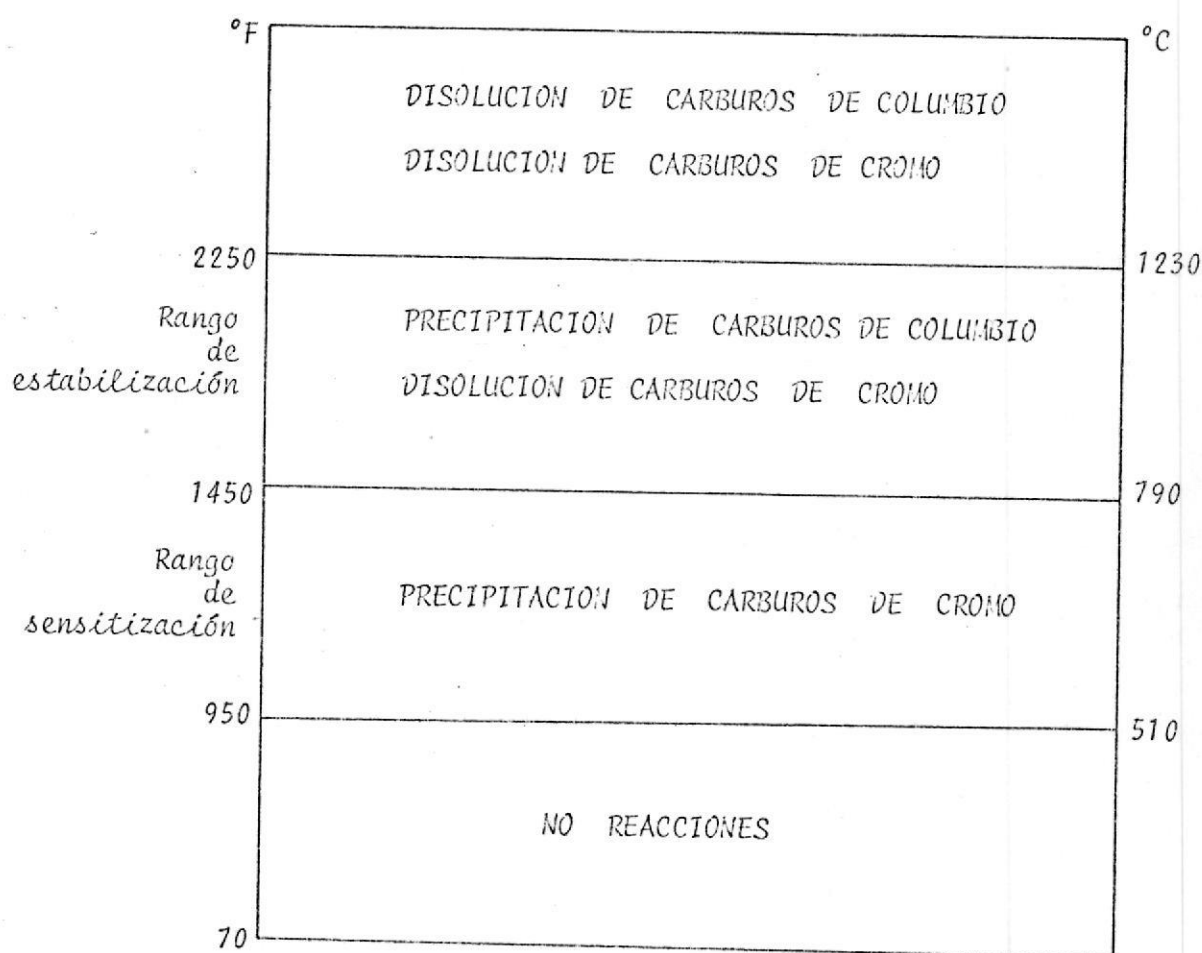 °F °C
DISOLUCION DE CARBUROS DE COLUMBIO
DISOLUCION DE CARBUROS DE CROMO
2250 1230
Rango
de
estabilización
PRECIPITACION DE CARBUROS DE COLUMBIO
DISOLUCION DE CARBUROS DE CROMO
1450 790
Rango
de
sensitización
PRECIPITACION DE CARBUROS DE CROMO
950 510
NO REACCIONES
70